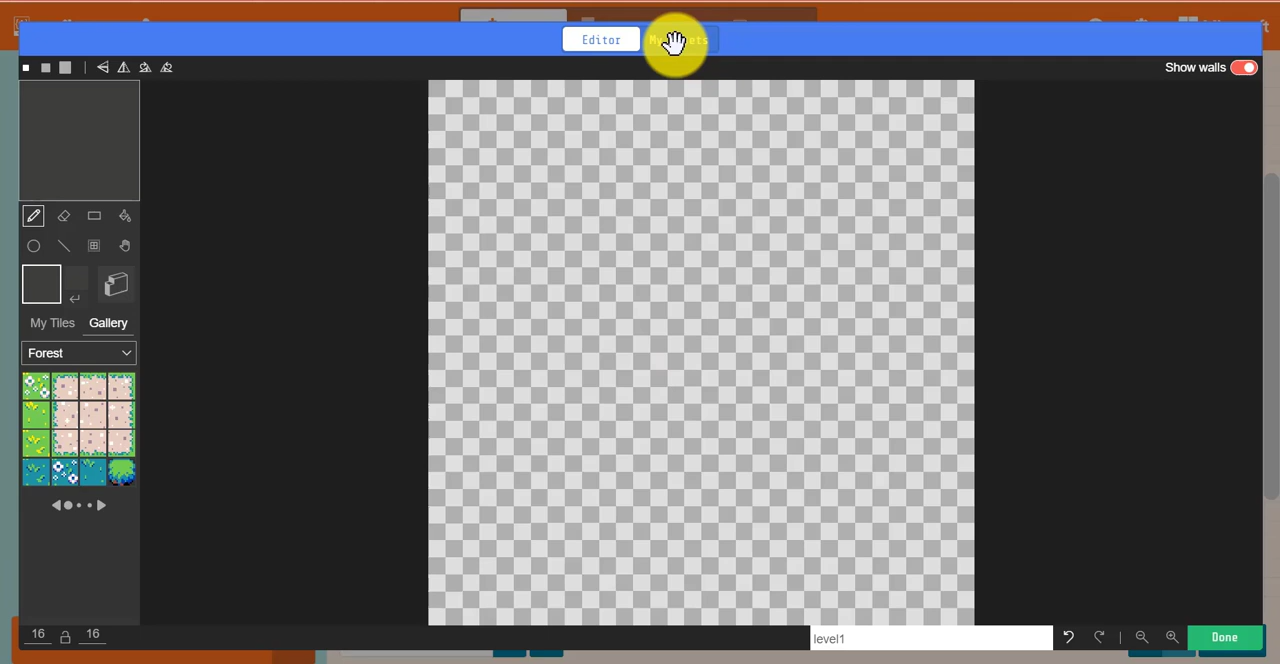 Editor
Show walls
My Tiles
Gallery
Forest
16
16
level1
Done